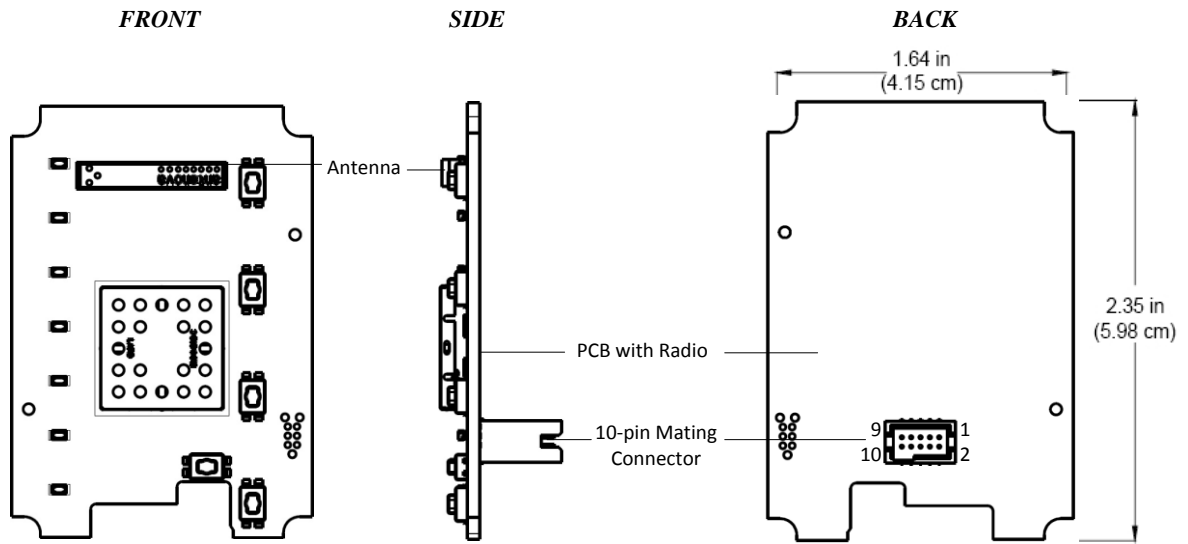 FRONT
SIDE
BACK
1.64 in
(4.15 cm)
Antenna
2.35 in
(5.98 cm)
PCB with Radio
10-pin Mating
Connector
9 1
10 2